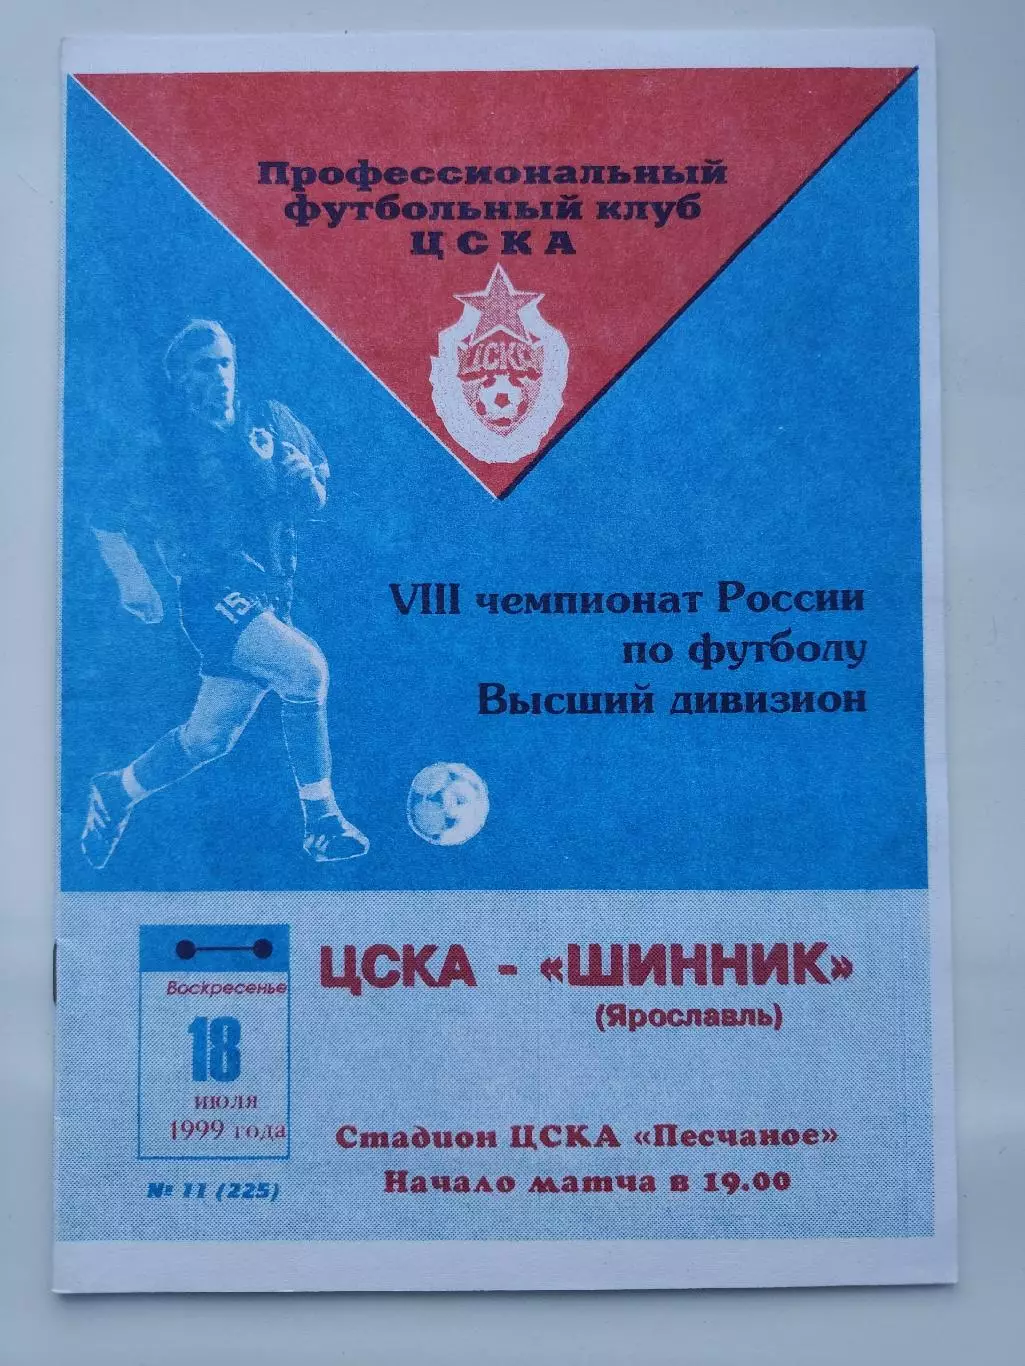 Профессиональный
футбольный клуб
ЦСКА
ЦСКА
15
VIII чемпионат России
по футболу
Высший дивизион
Воскресенье
18
июля
1999 года
№ 11 (225)
ЦСКА - «ШИННИК»
(Ярославль)
Стадион ЦСКА «Песчаное»
Начало матча в 19.00